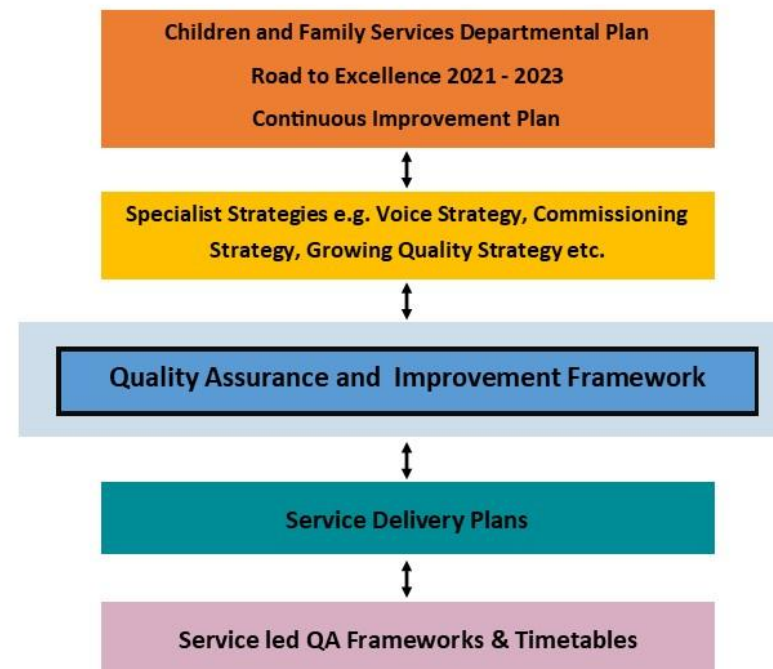 Children and Family Services Departmental Plan
Road to Excellence 2021 - 2023
Continuous Improvement Plan
Specialist Strategies e.g. Voice Strategy, Commissioning
Strategy, Growing Quality Strategy etc.
Quality Assurance and Improvement Framework
Service Delivery Plans
Service led QA Frameworks & Timetables